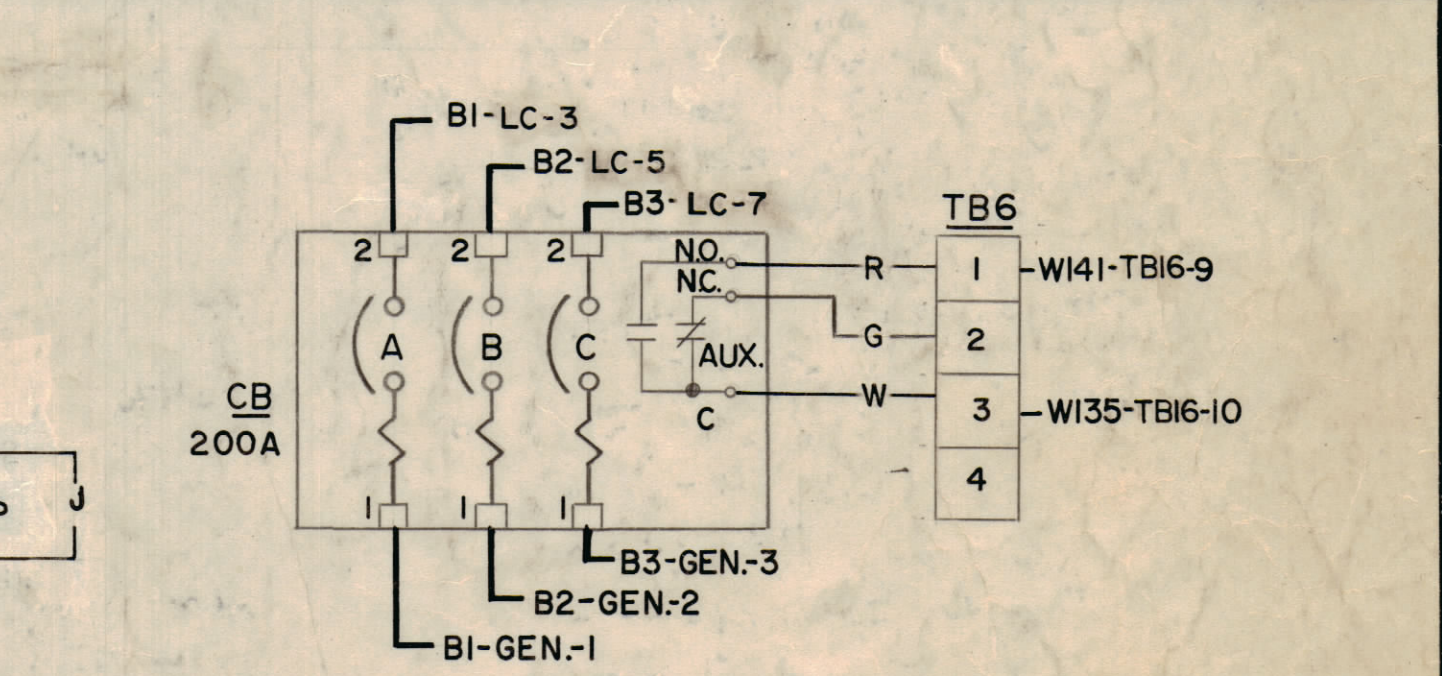 B1-LC-3
B2-LC-5
B3-LC-7
TB6
2 2 2 N.O.
R 1 W141-TB16-9
N.C.
G 2
A B C AUX.
CB
200A
W 3 W135-TB16-10
C
4
J
1 1 1
B3-GEN.-3
B2-GEN.-2
B1-GEN.-1